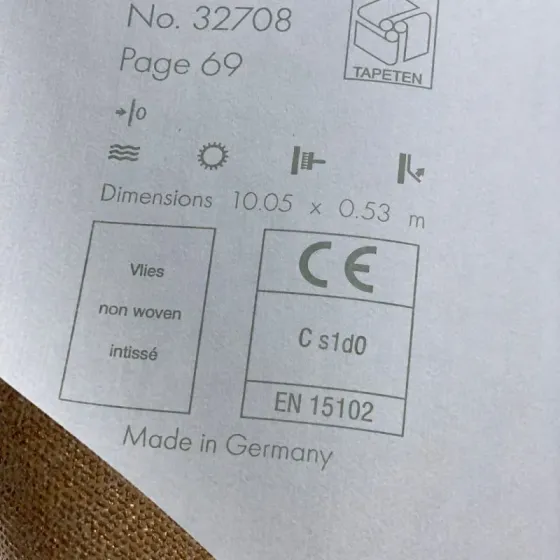 No. 32708
TAPETEN
Page 69
→|0
Dimensions 10.05 x 0.53 m
Vlies
non woven
intissé
CE
C s1d0
EN 15102
Made in Germany